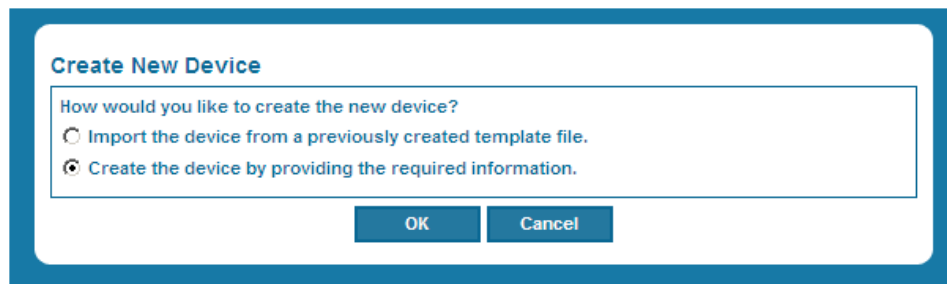 Create New Device
How would you like to create the new device?
Import the device from a previously created template file.
Create the device by providing the required information.
OK
Cancel